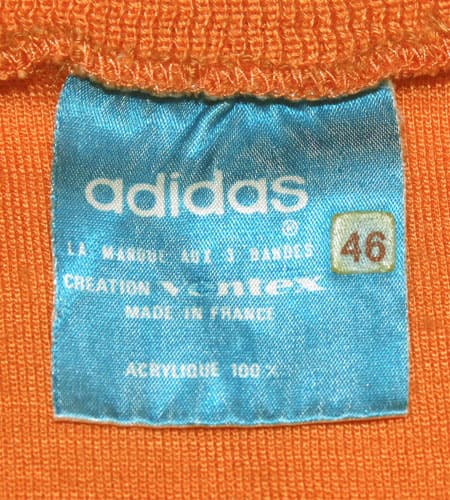 adidas
®
LA MARQUE AUX 3 BANDES
46
CREATION ventex
MADE IN FRANCE
ACRYLIQUE 100 %